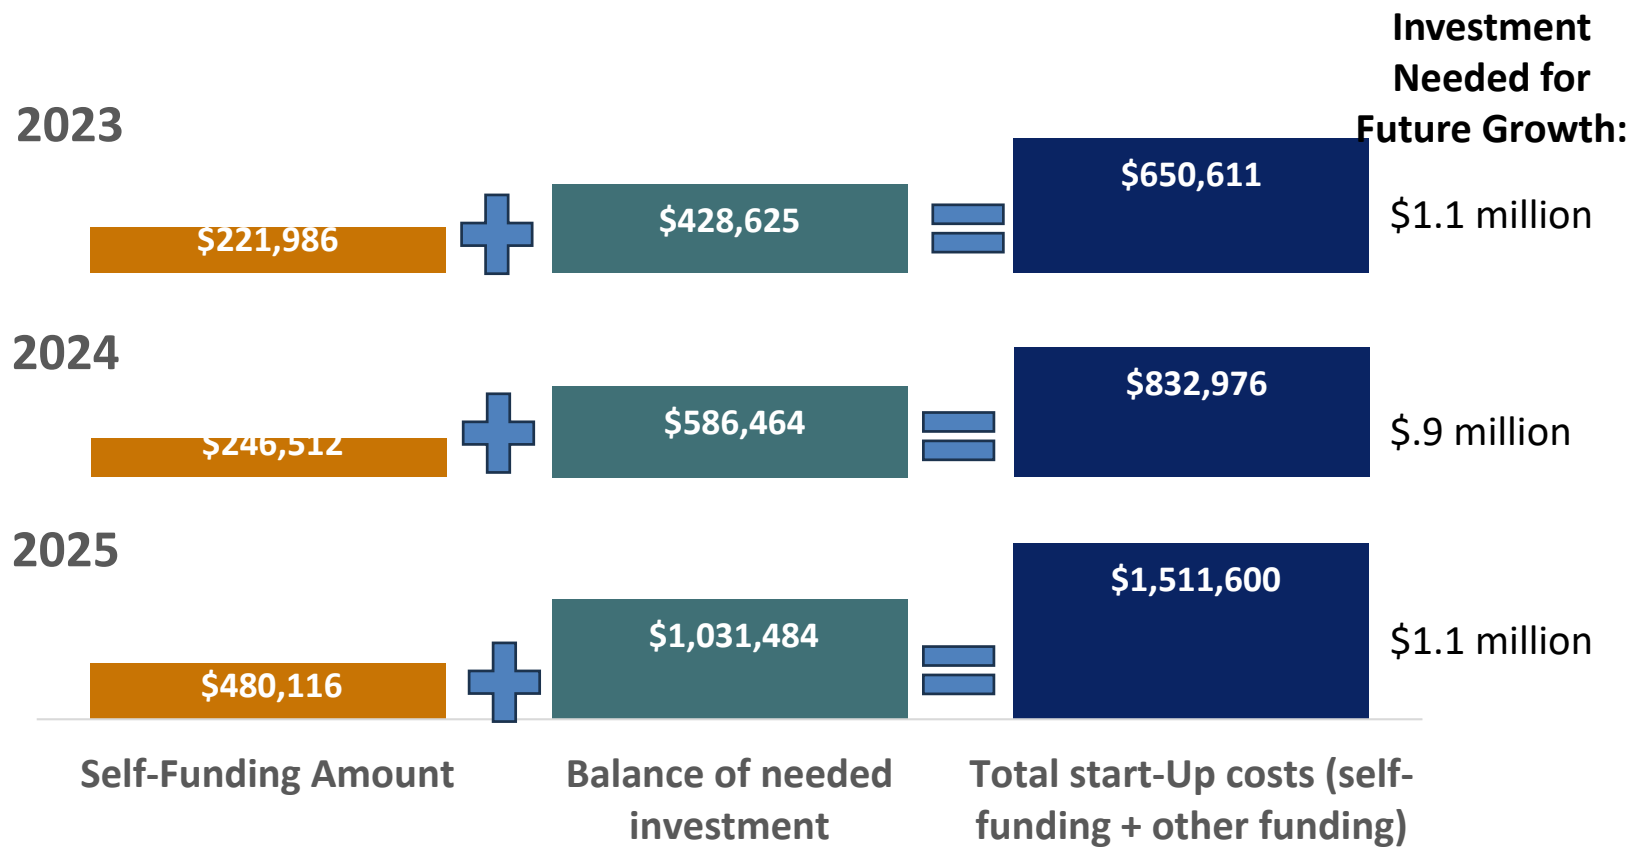 Investment
Needed for
Future Growth:
2023
$221,986
$428,625
$650,611
$1.1 million
2024
$246,512
$586,464
$832,976
$.9 million
2025
$480,116
$1,031,484
$1,511,600
$1.1 million
Self-Funding Amount
Balance of needed
investment
Total start-Up costs (self-
funding + other funding)